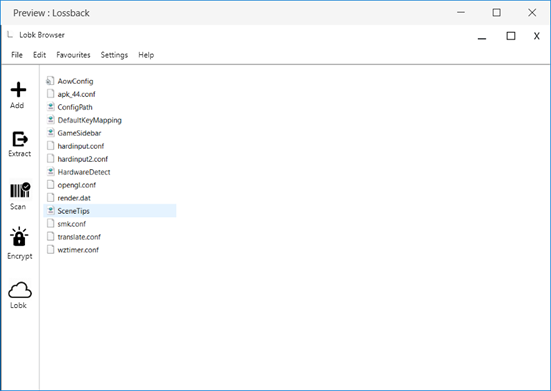 Preview : Lossback
Lobk Browser
File Edit Favourites Settings Help
Add
Extract
Scan
Encrypt
Lobk
AowConfig
apk_44.conf
ConfigPath
DefaultKeyMapping
GameSidebar
hardinput.conf
hardinput2.conf
HardwareDetect
opengl.conf
render.dat
SceneTips
smk.conf
translate.conf
wztimer.conf